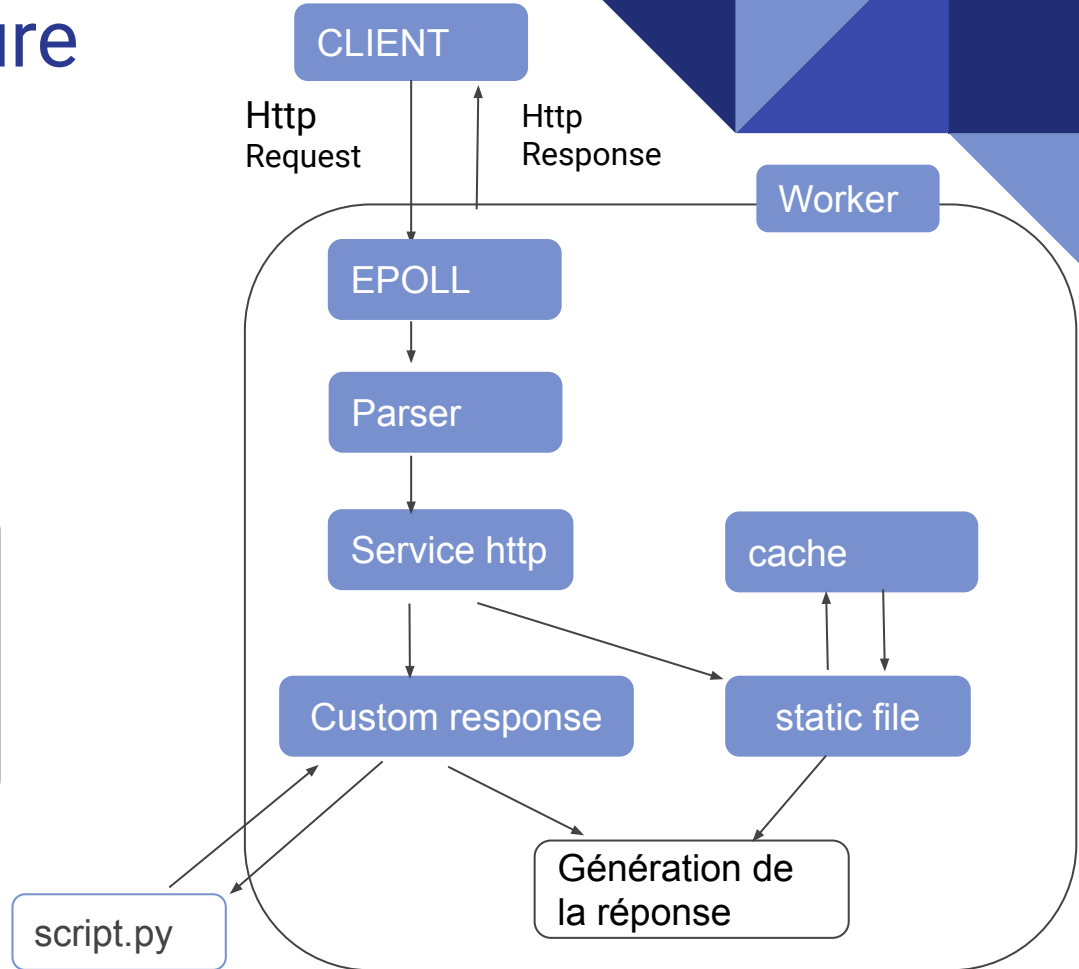 ure
CLIENT
Http
Request
Http
Response
Worker
EPOLL
Parser
Service http
cache
Custom response
static file
Génération de
la réponse
script.py